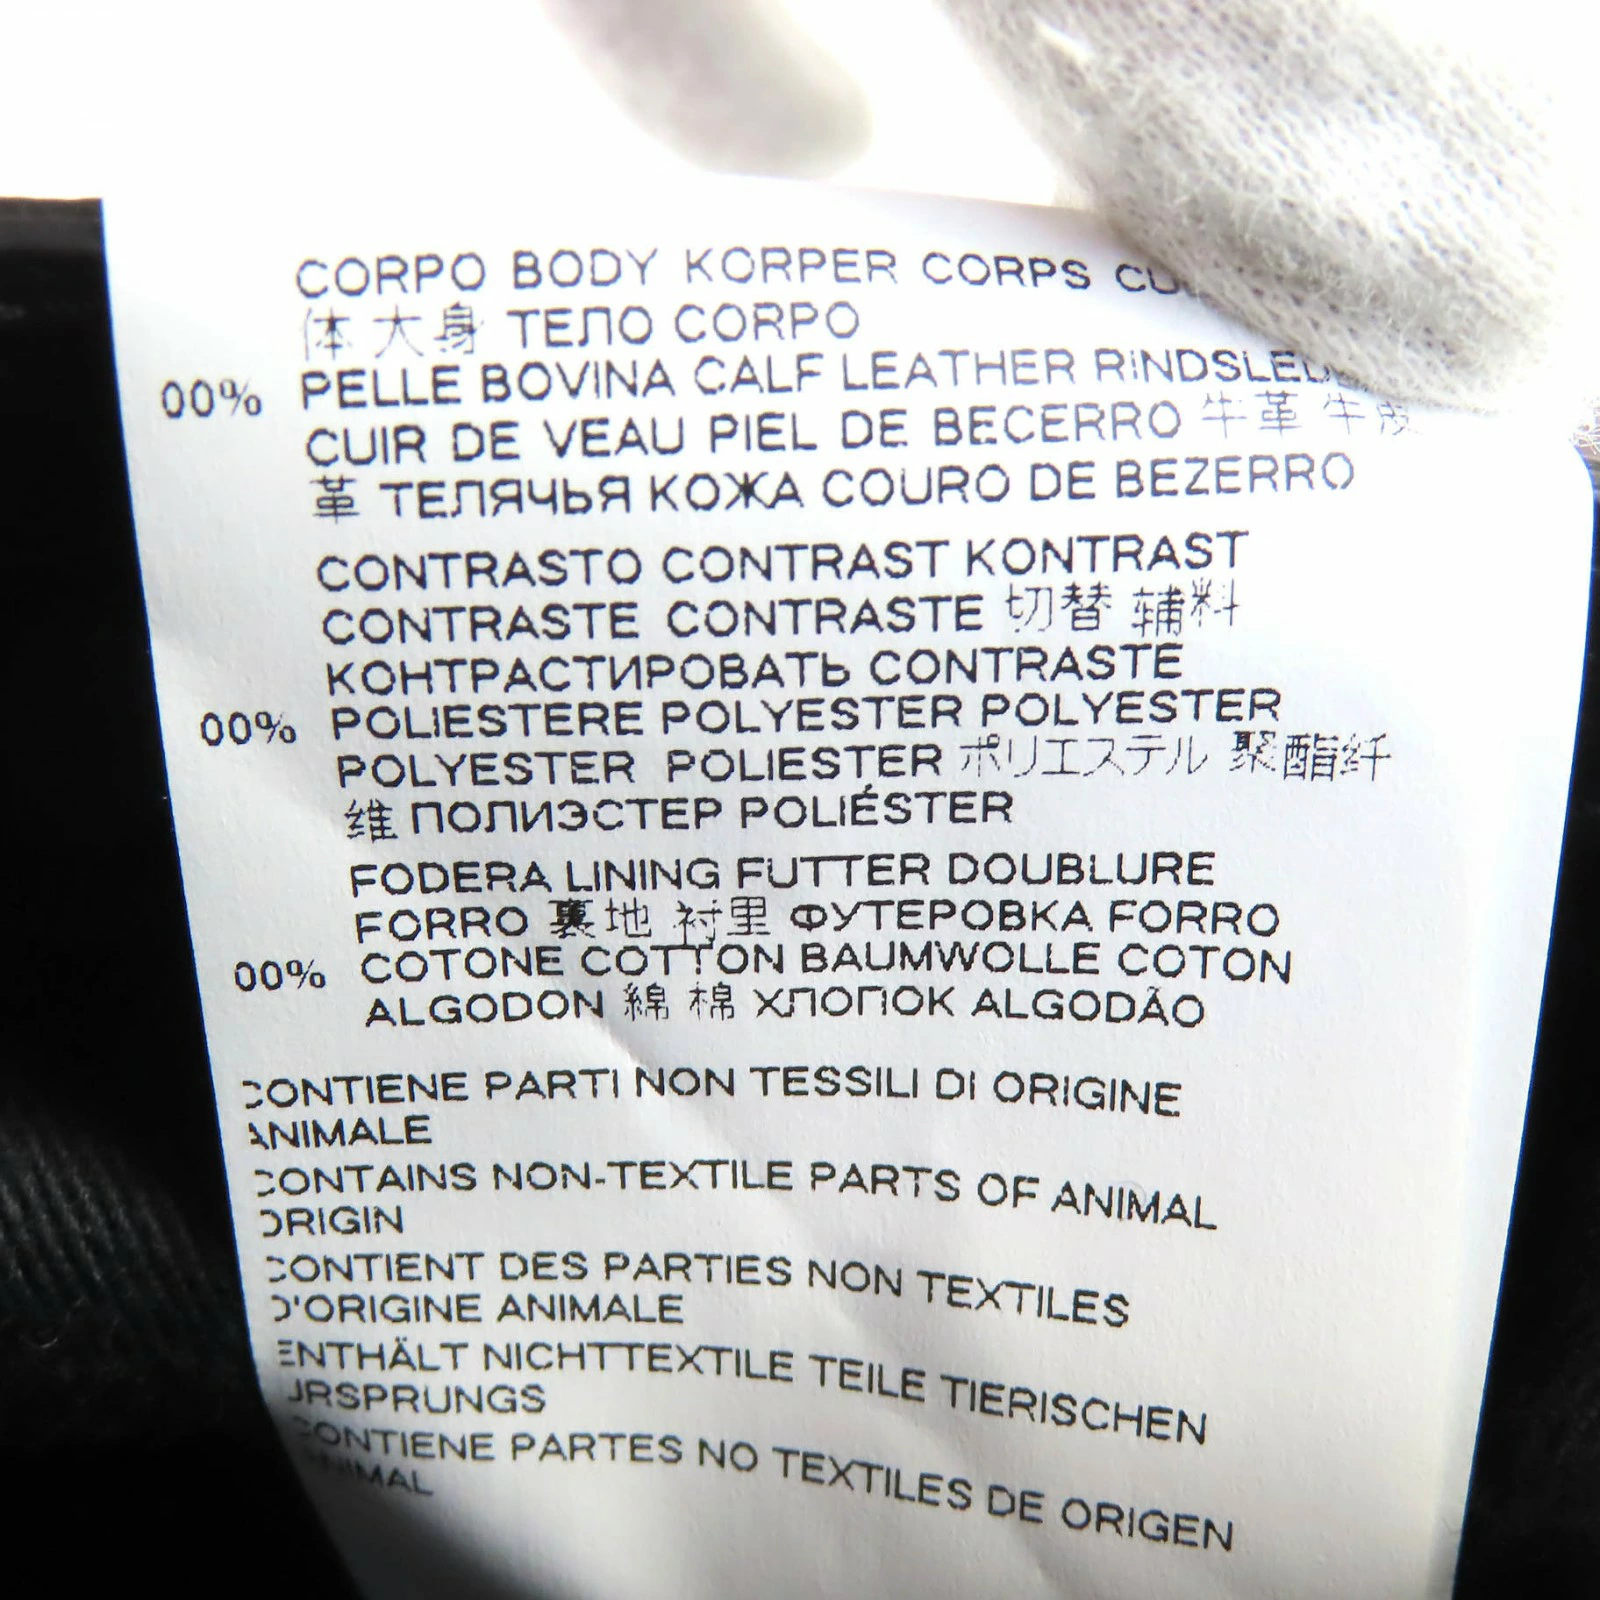 CORPO BODY KORPER CORPS
体 大身 ТЕЛО CORPO
00% PELLE BOVINA CALF LEATHER
CUIR DE VEAU PIEL DE BECERRO 牛革 牛皮
革 ТЕЛЯЧЬЯ КОЖА COURO DE BEZERRO
CONTRASTO CONTRAST KONTRAST
CONTRASTE CONTRASTE 切替 辅料
КОНТРАСТИРОВАТЬ CONTRASTE
00% POLIESTERE POLYESTER POLYESTER
POLYESTER POLIESTER ポリエステル 聚酯纤
维 ПОЛИЭСТЕР POLIÉSTER
FODERA LINING FUTTER DOUBLURE
FORRO 裏地 衬里 ФУТЕРОВКА FORRO
00% COTONE COTTON BAUMWOLLE COTON
ALGODON 綿 棉 ХЛОПОК ALGODÃO
CONTIENE PARTI NON TESSILI DI ORIGINE
ANIMALE
CONTAINS NON-TEXTILE PARTS OF ANIMAL
ORIGIN
CONTIENT DES PARTIES NON TEXTILES
D'ORIGINE ANIMALE
ENTHÄLT NICHTTEXTILE TEILE TIERISCHEN
URSPRUNGS
CONTIENE PARTES NO TEXTILES DE ORIGEN
ANIMAL